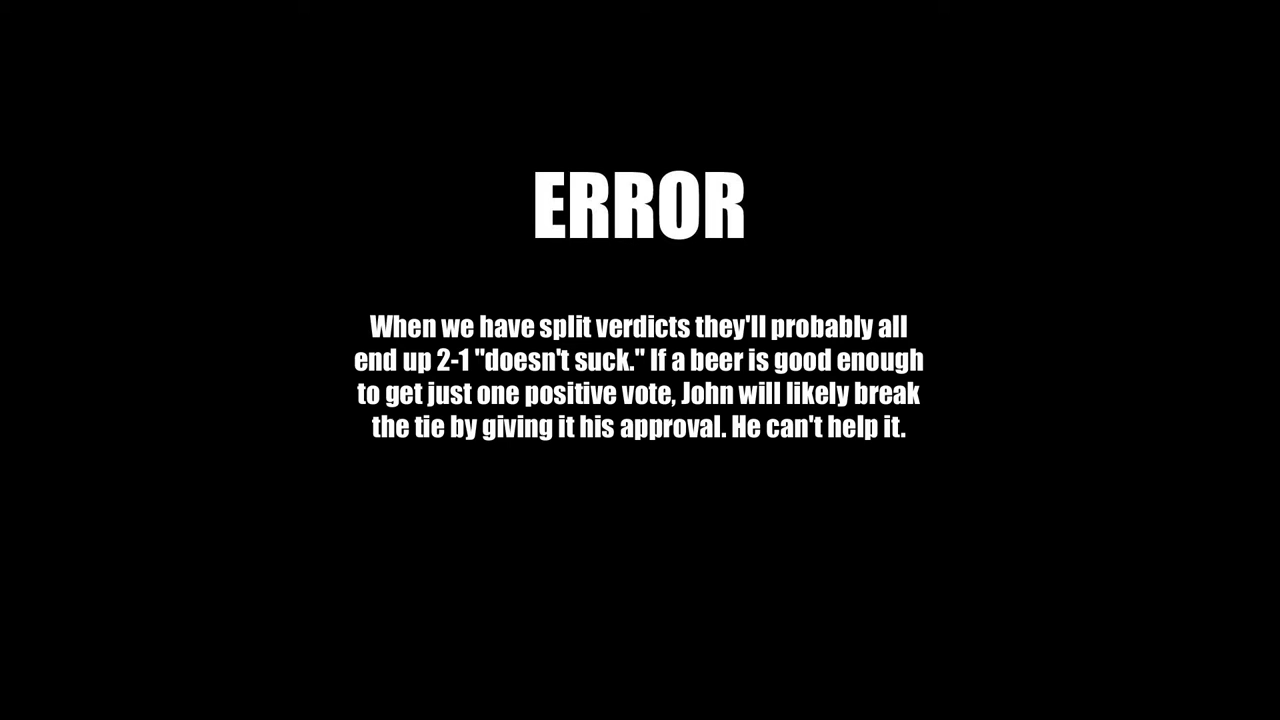 ERROR
When we have split verdicts they'll probably all
end up 2-1 "doesn't suck." If a beer is good enough
to get just one positive vote, John will likely break
the tie by giving it his approval. He can't help it.